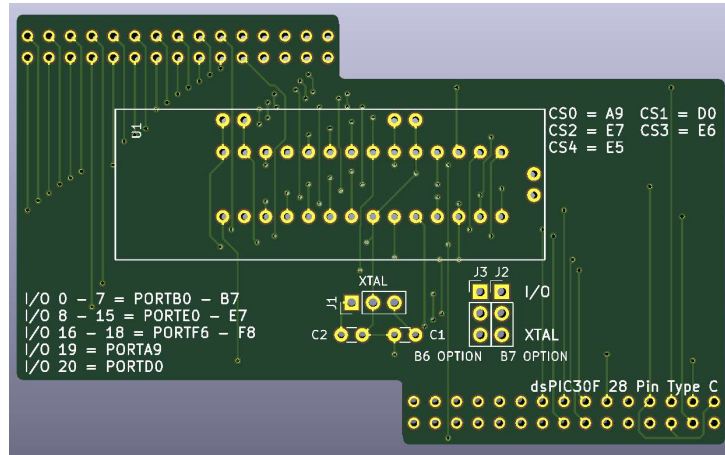 U1
CS0 = A9 CS1 = D0
CS2 = E7 CS3 = E6
CS4 = E5
J3 J2
XTAL
I/O
J1
I/O 0 - 7 = PORTB0 - B7
I/O 8 - 15 = PORTE0 - E7
I/O 16 - 18 = PORTF6 - F8
I/O 19 = PORTA9
I/O 20 = PORTD0
C2
C1
XTAL
B6 OPTION B7 OPTION
dsPIC30F 28 Pin Type C